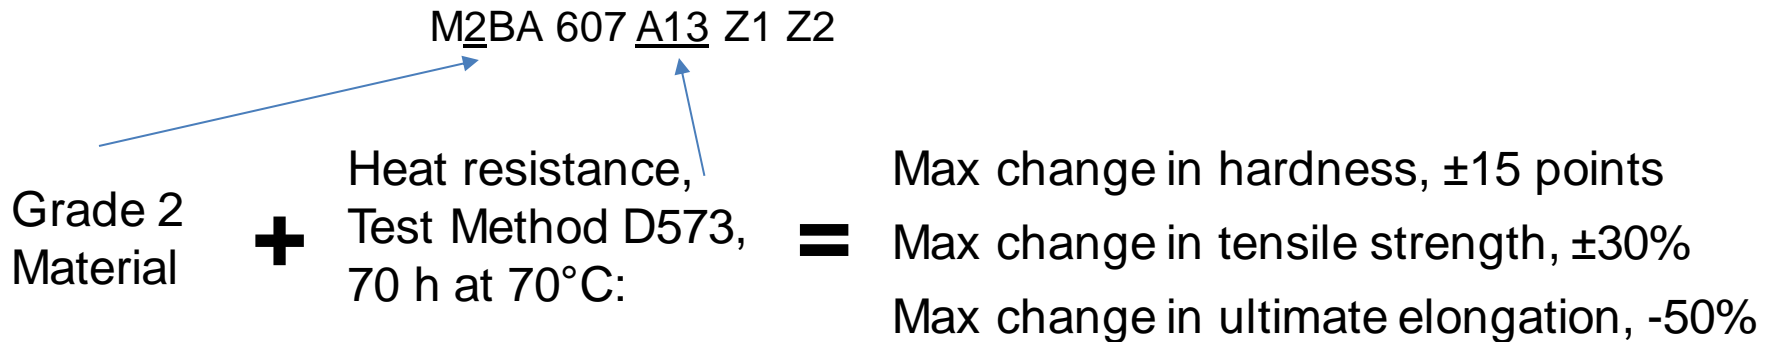 M2BA 607 A13 Z1 Z2
Grade 2
Material
+
Heat resistance,
Test Method D573,
70 h at 70°C:
=
Max change in hardness, ±15 points
Max change in tensile strength, ±30%
Max change in ultimate elongation, -50%